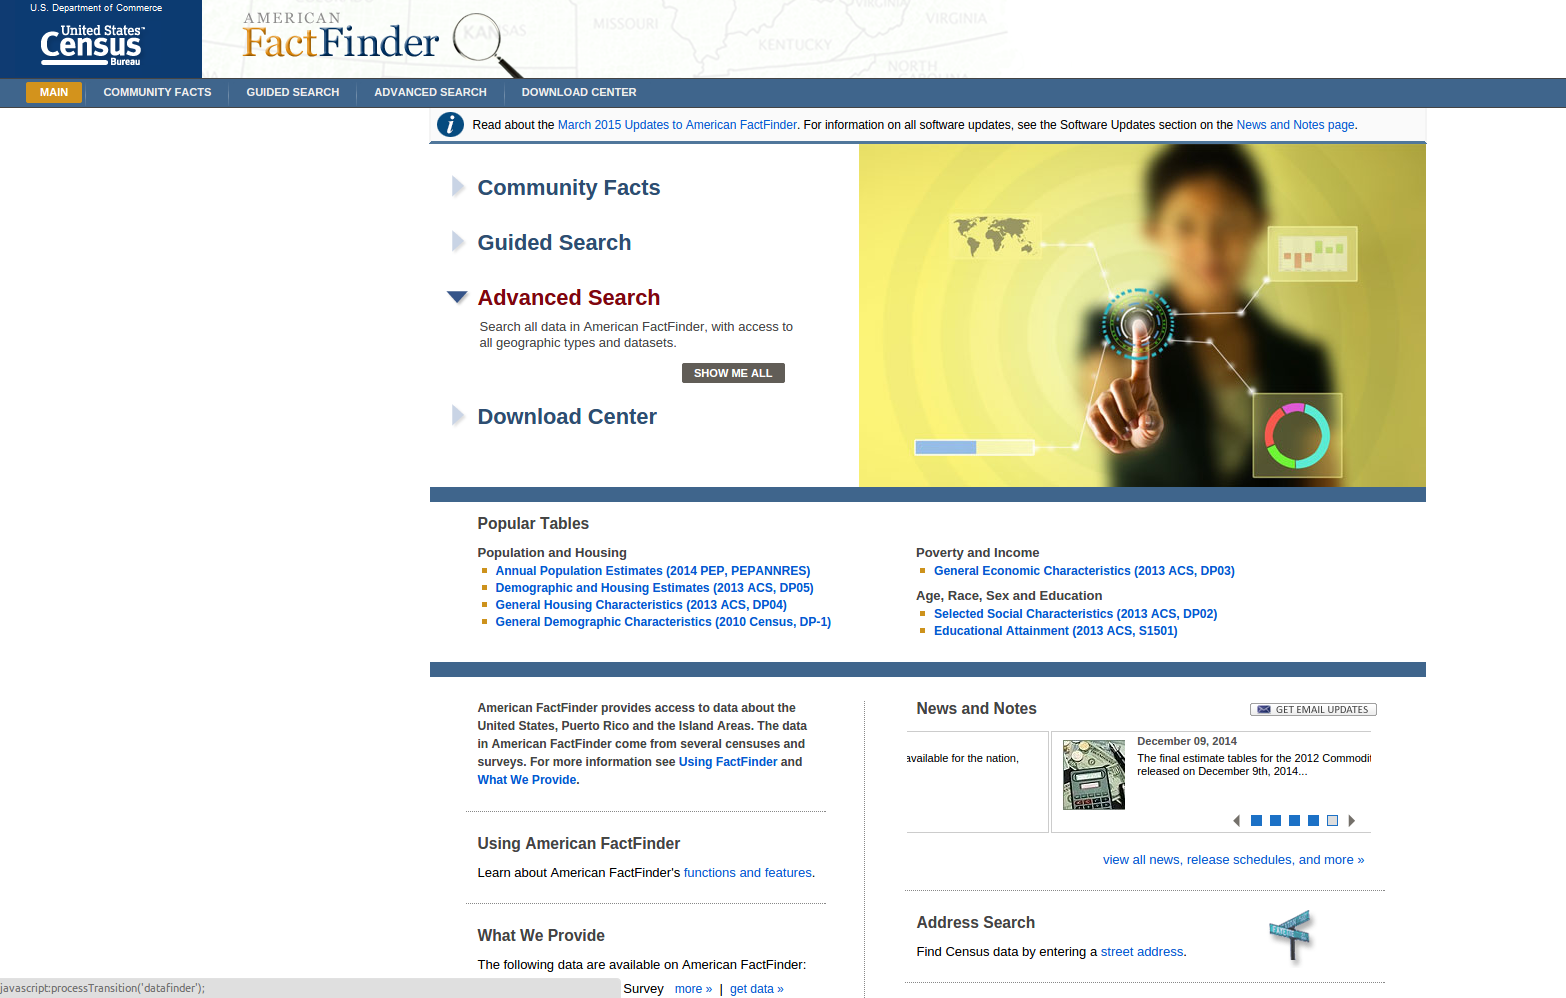 U.S. Department of Commerce
United States™
Census
Bureau
AMERICAN
FactFinder
KANSAS
MISSOURI
VIRGINIA
VIRGINIA
KENTUCKY
NORTH
CAROLINA
MAIN
COMMUNITY FACTS
GUIDED SEARCH
ADVANCED SEARCH
DOWNLOAD CENTER
Read about the March 2015 Updates to American FactFinder. For information on all software updates, see the Software Updates section on the News and Notes page.
Community Facts
Guided Search
Advanced Search
Search all data in American FactFinder, with access to
all geographic types and datasets.
SHOW ME ALL
Download Center
Popular Tables
Population and Housing
Annual Population Estimates (2014 PEP, PEPANNRES)
Demographic and Housing Estimates (2013 ACS, DP05)
General Housing Characteristics (2013 ACS, DP04)
General Demographic Characteristics (2010 Census, DP-1)
Poverty and Income
General Economic Characteristics (2013 ACS, DP03)
Age, Race, Sex and Education
Selected Social Characteristics (2013 ACS, DP02)
Educational Attainment (2013 ACS, S1501)
American FactFinder provides access to data about the
United States, Puerto Rico and the Island Areas. The data
in American FactFinder come from several censuses and
surveys. For more information see Using FactFinder and
What We Provide.
Using American FactFinder
Learn about American FactFinder's functions and features.
What We Provide
The following data are available on American FactFinder:
Survey more » | get data »
News and Notes
GET EMAIL UPDATES
available for the nation,
December 09, 2014
The final estimate tables for the 2012 Commodit
released on December 9th, 2014...
view all news, release schedules, and more »
Address Search
Find Census data by entering a street address.
javascript:processTransition('datafinder');